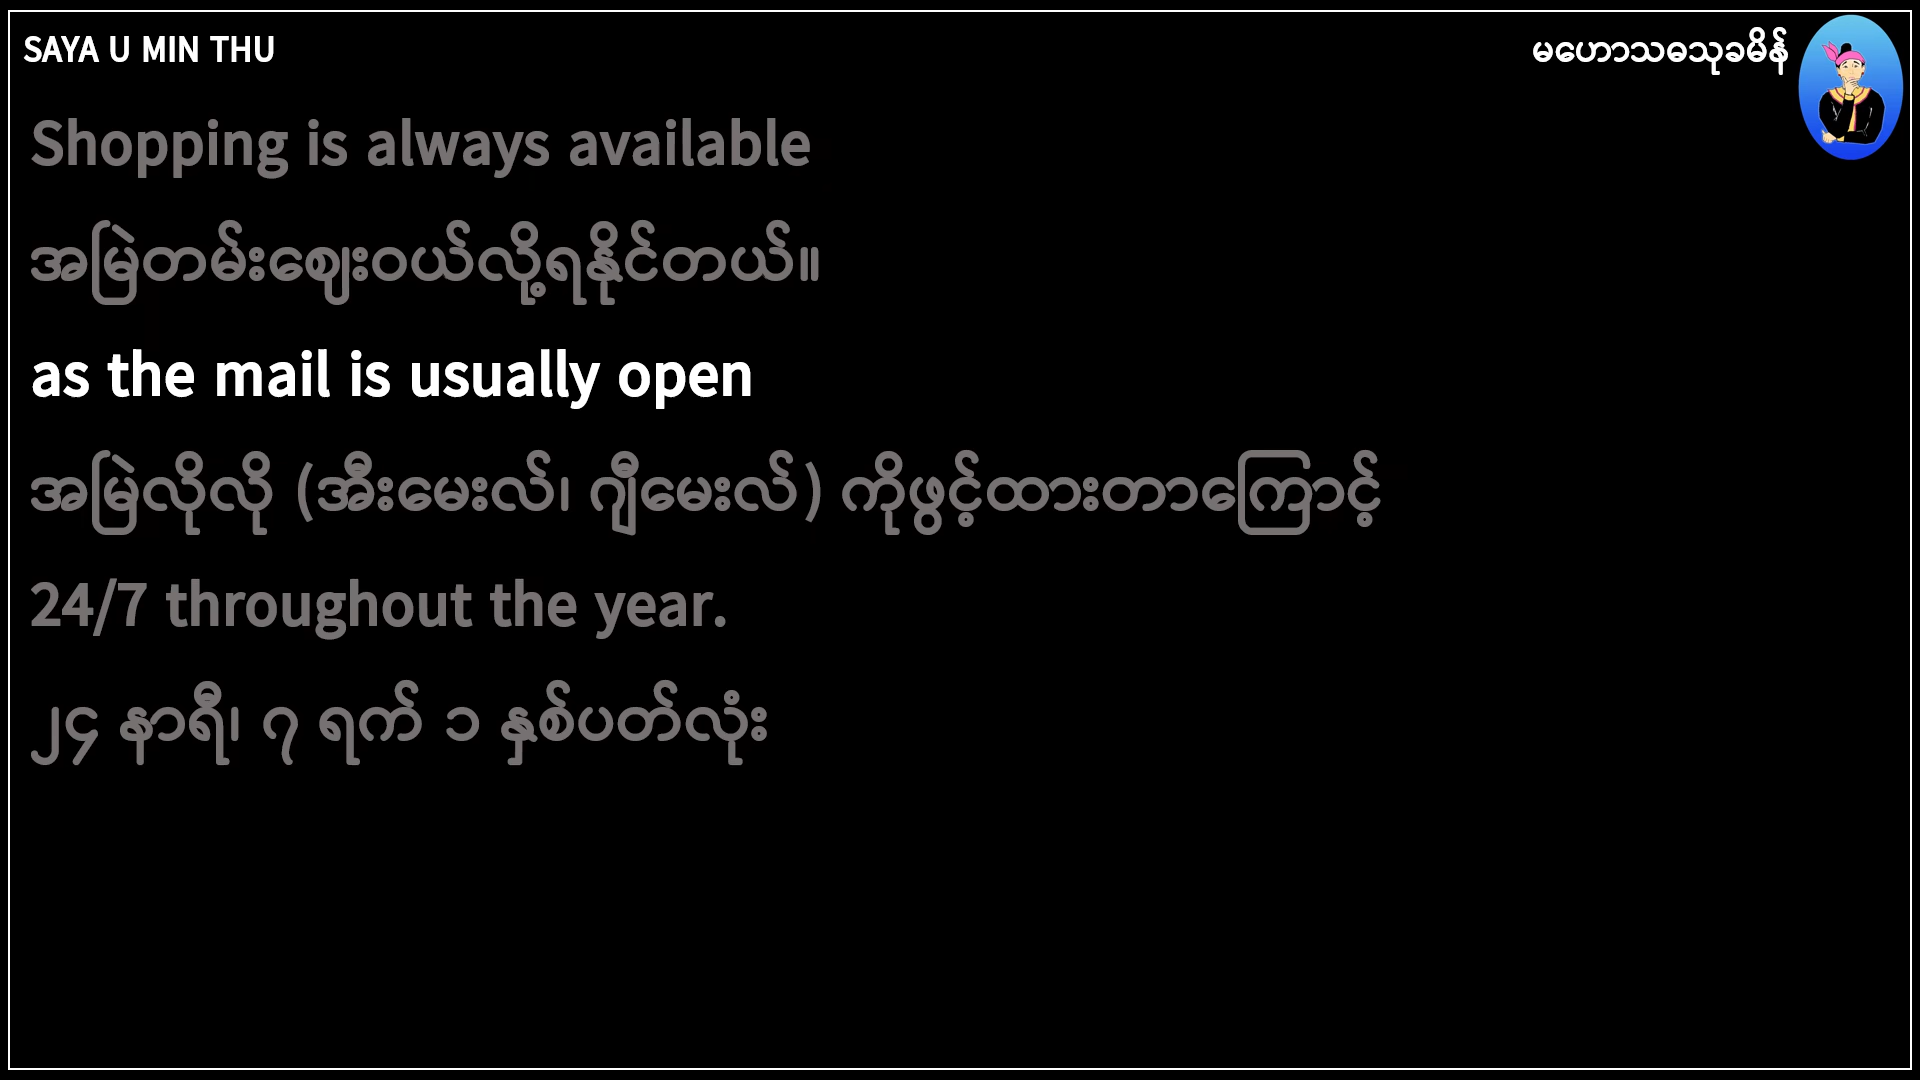 SAYA U MIN THU
မဟောသဓသုခမိန်
Shopping is always available
အမြဲတမ်းဈေးဝယ်လို့ရနိုင်တယ်။
as the mail is usually open
အမြဲလိုလို (အီးမေးလ်၊ ဂျီမေးလ်) ကိုဖွင့်ထားတာကြောင့်
24/7 throughout the year.
၂၄ နာရီ၊ ၇ ရက် ၁ နှစ်ပတ်လုံး